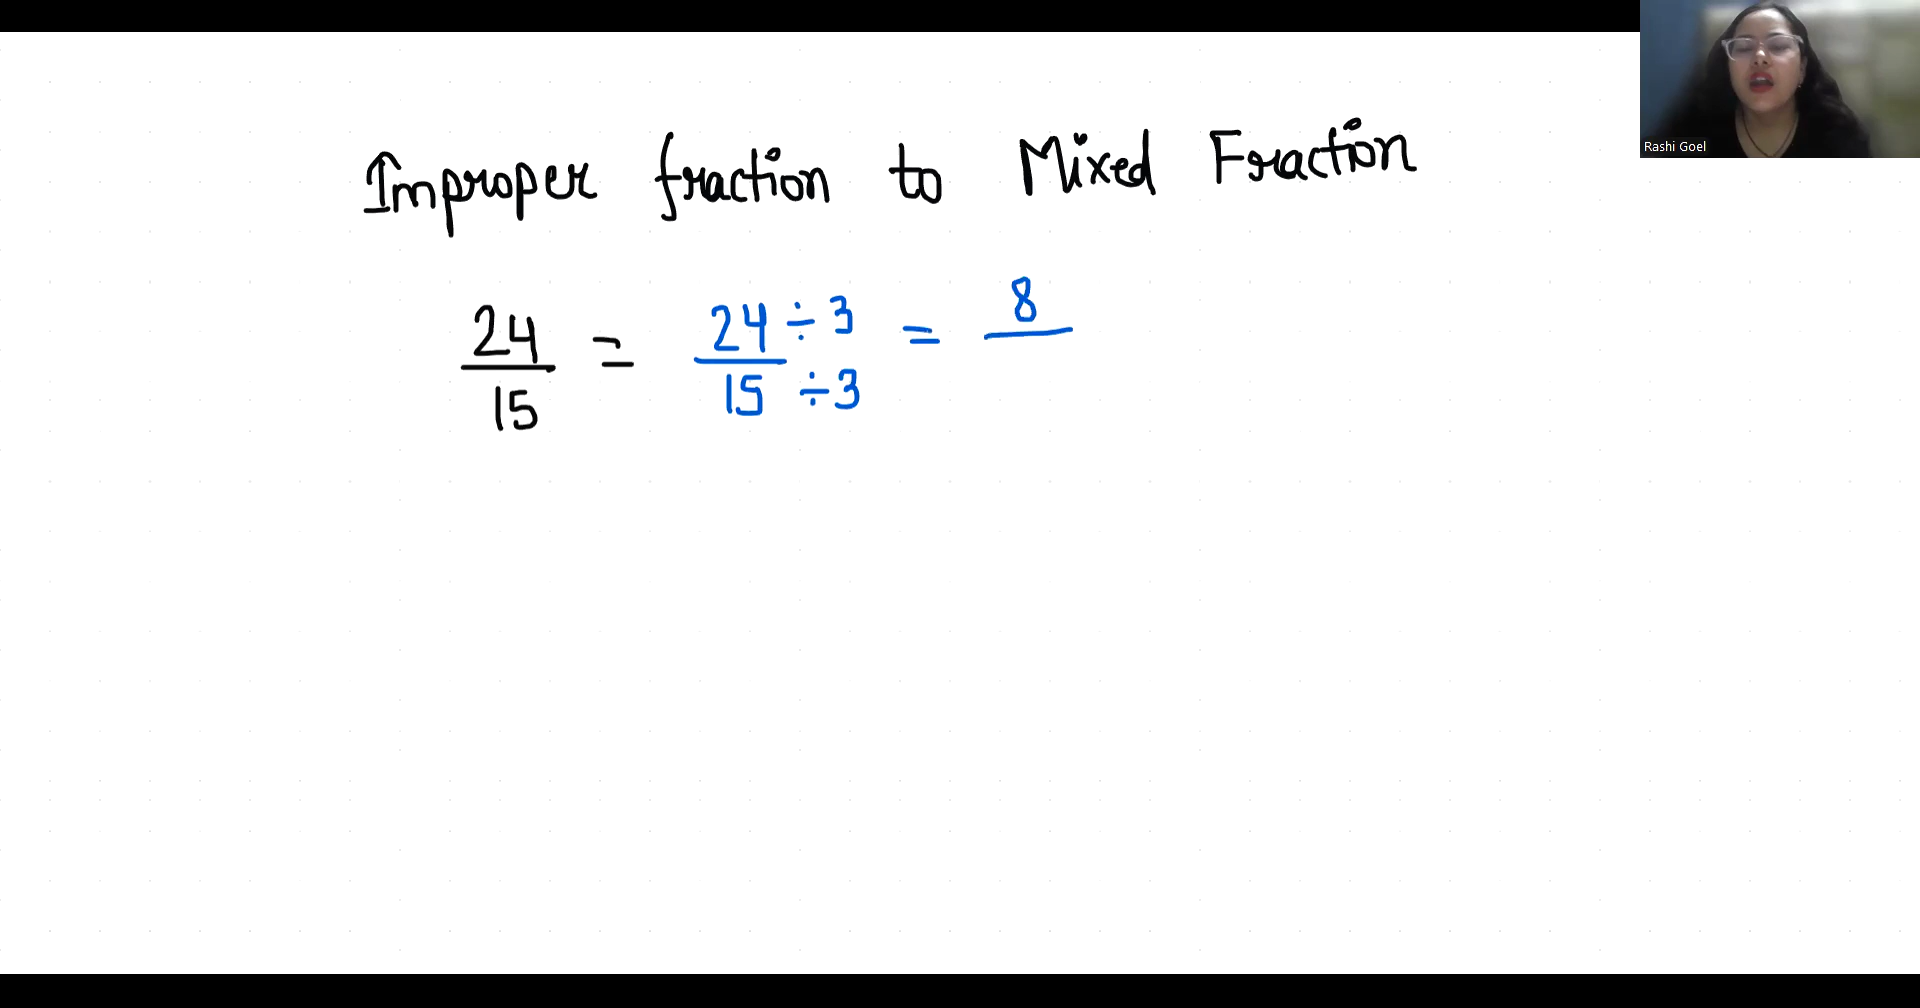 Rashi Goel
Improper fraction to Mixed Fraction
24/15 = 24÷3/15÷3 = 8/